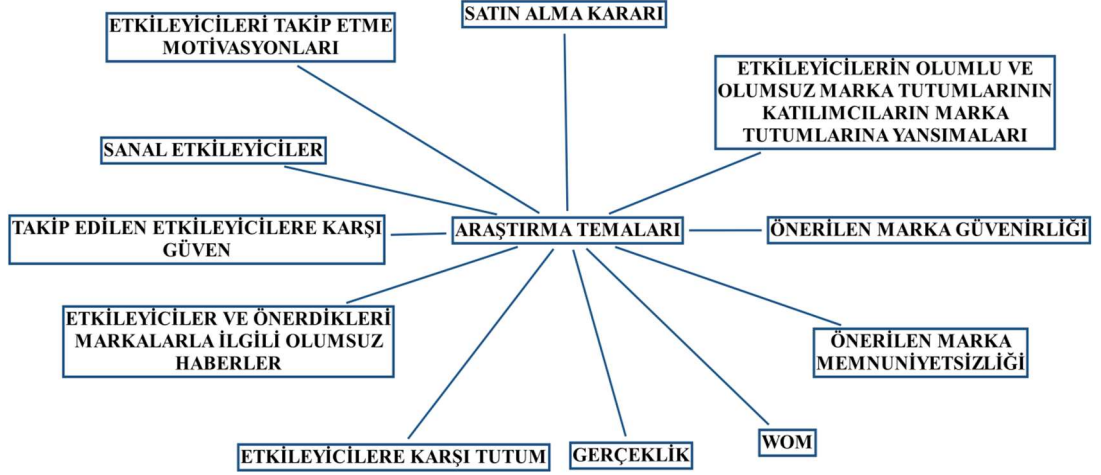 ETKİLEYİCİLERİ TAKİP ETME
MOTİVASYONLARI
SATIN ALMA KARARI
ETKİLEYİCİLERİN OLUMLU VE
OLUMSUZ MARKA TUTUMLARININ
KATILIMCILARIN MARKA
TUTUMLARINA YANSIMALARI
SANAL ETKİLEYİCİLER
TAKİP EDİLEN ETKİLEYİCİLERE KARŞI
GÜVEN
ARAŞTIRMA TEMALARI
ÖNERİLEN MARKA GÜVENİRLİĞİ
ETKİLEYİCİLER VE ÖNERDİKLERİ
MARKALARLA İLGİLİ OLUMSUZ
HABERLER
ÖNERİLEN MARKA
MEMNUNİYETSİZLİĞİ
ETKİLEYİCİLERE KARŞI TUTUM
GERÇEKLİK
WOM